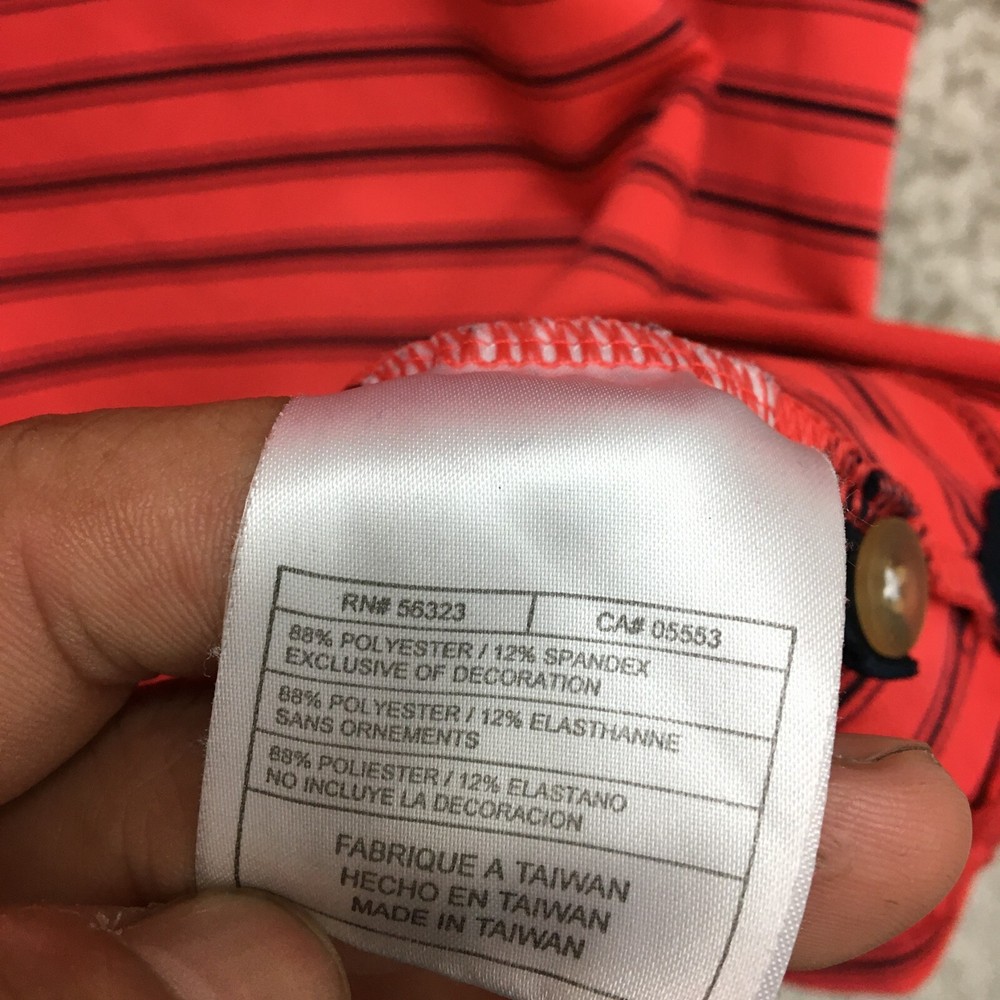 RN# 56323 CA# 05553
88% POLYESTER / 12% SPANDEX
EXCLUSIVE OF DECORATION
88% POLYESTER / 12% ELASTHANNE
SANS ORNEMENTS
88% POLIESTER / 12% ELASTANO
NO INCLUYE LA DECORACION
FABRIQUE A TAIWAN
HECHO EN TAIWAN
MADE IN TAIWAN